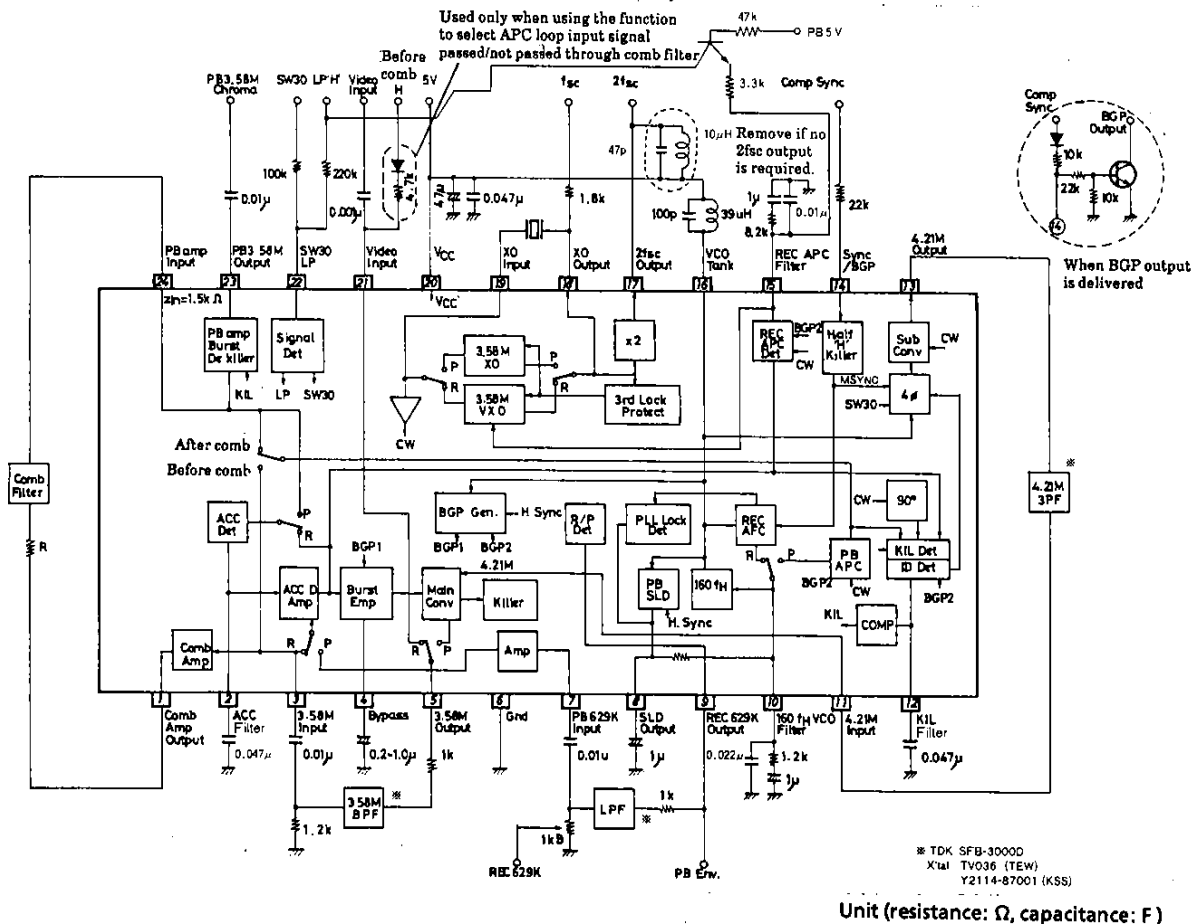 Used only when using the function
to select APC loop input signal
passed/not passed through comb filter
47k
PB5V
3.3k
Before
comb
H
PB3.58M
Chroma
SW30
LP'H'
Video
Input
5V
fsc
2fsc
Comp Sync
Comp
Sync
BGP
Output
10k
22k
10k
14
When BGP output
is delivered
47p
10μH
Remove if no
2fsc output
is required.
100k
220k
4.7k
0.01μ
0.001μ
47μ
0.047μ
1.8k
100p
39uH
1μ
0.01μ
8.2k
22k
PBamp
Input
PB3.58M
Output
SW30
LP
Video
Input
VCC
XO
Input
XO
Output
2fsc
Output
VCO
Tank
REC APC
Filter
Sync
/BGP
4.21M
Output
24
23
22
21
20
19
18
17
16
15
14
13
zin=1.5kΩ
VCC
PBamp
Burst
De killer
KIL
Signal
Det
LP
SW30
3.58M
XO
3.58M
VXO
P
R
P
R
CW
x2
3rd Lock
Protect
REC
APC
Det
BGP2
CW
Half
'H'
Killer
MSYNC
SW30
Sub
Conv
CW
4ø
After comb
Before comb
Comb
Filter
R
ACC
Det
P
R
BGP Gen.
H Sync
BGP1
BGP2
R/P
Det
PLL Lock
Det
REC
AFC
R
P
CW
90°
4.21M
3PF
※
BGP1
ACC D
Amp
Burst
Emp
Main
Conv
4.21M
Killer
PB
SLD
H. Sync
160 fH
PB
APC
BGP2
CW
KIL Det
ID Det
BGP2
KIL
COMP
Comb
Amp
R
P
R
P
Amp
1
2
3
4
5
6
7
8
9
10
11
12
Comb
Amp
Output
ACC
Filter
3.58M
Input
Bypass
3.58M
Output
Gnd
PB 629K
Input
SLD
Output
REC629K
Output
160 fH VCO
Filter
4.21M
Input
KIL
Filter
0.047μ
0.01μ
0.2~1.0μ
1k
0.01u
1μ
0.022μ
1.2k
1μ
0.047μ
3.58M
BPF
※
1.2k
LPF
※
1k
1kB
REC629K
PB Env.
※ TDK SFB-3000D
X'tal TV036 (TEW)
Y2114-87001 (KSS)
Unit (resistance: Ω, capacitance: F)